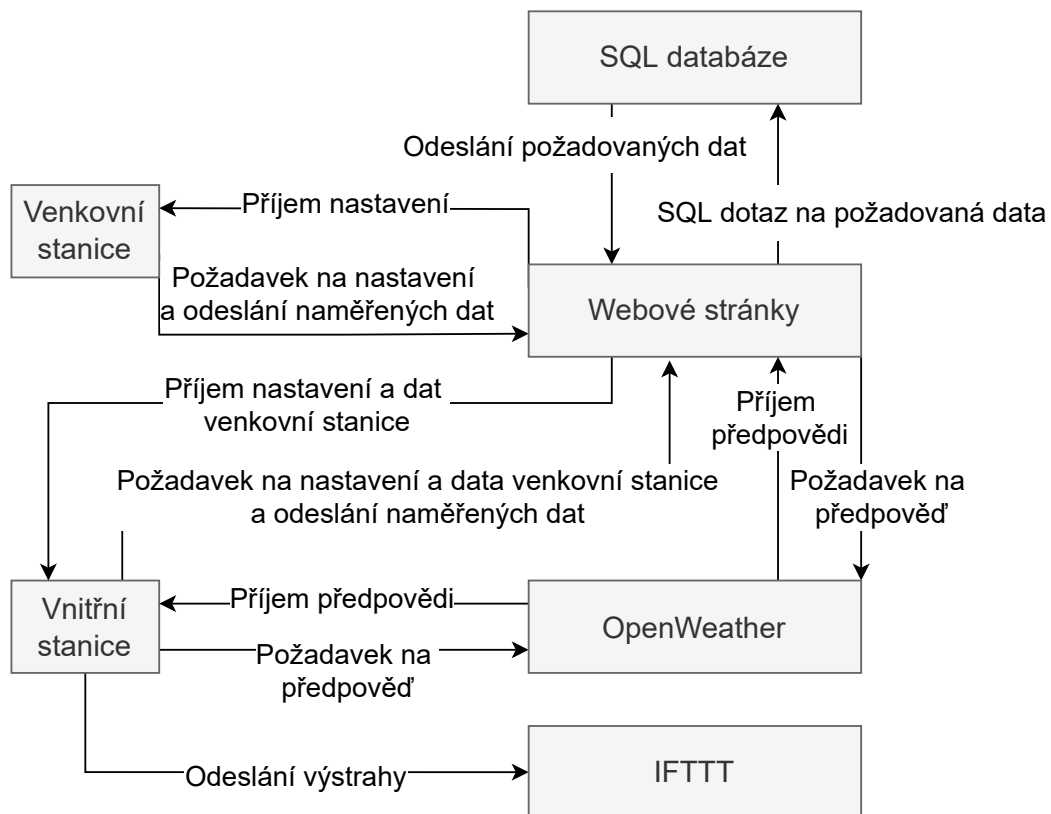 SQL databáze
Odeslání požadovaných dat
Venkovní
stanice
Příjem nastavení
SQL dotaz na požadovaná data
Požadavek na nastavení
a odeslání naměřených dat
Webové stránky
Příjem nastavení a dat
venkovní stanice
Příjem
předpovědi
Požadavek na nastavení a data venkovní stanice
a odeslání naměřených dat
Požadavek na
předpověď
Vnitřní
stanice
Příjem předpovědi
OpenWeather
Požadavek na
předpověď
Odeslání výstrahy
IFTTT